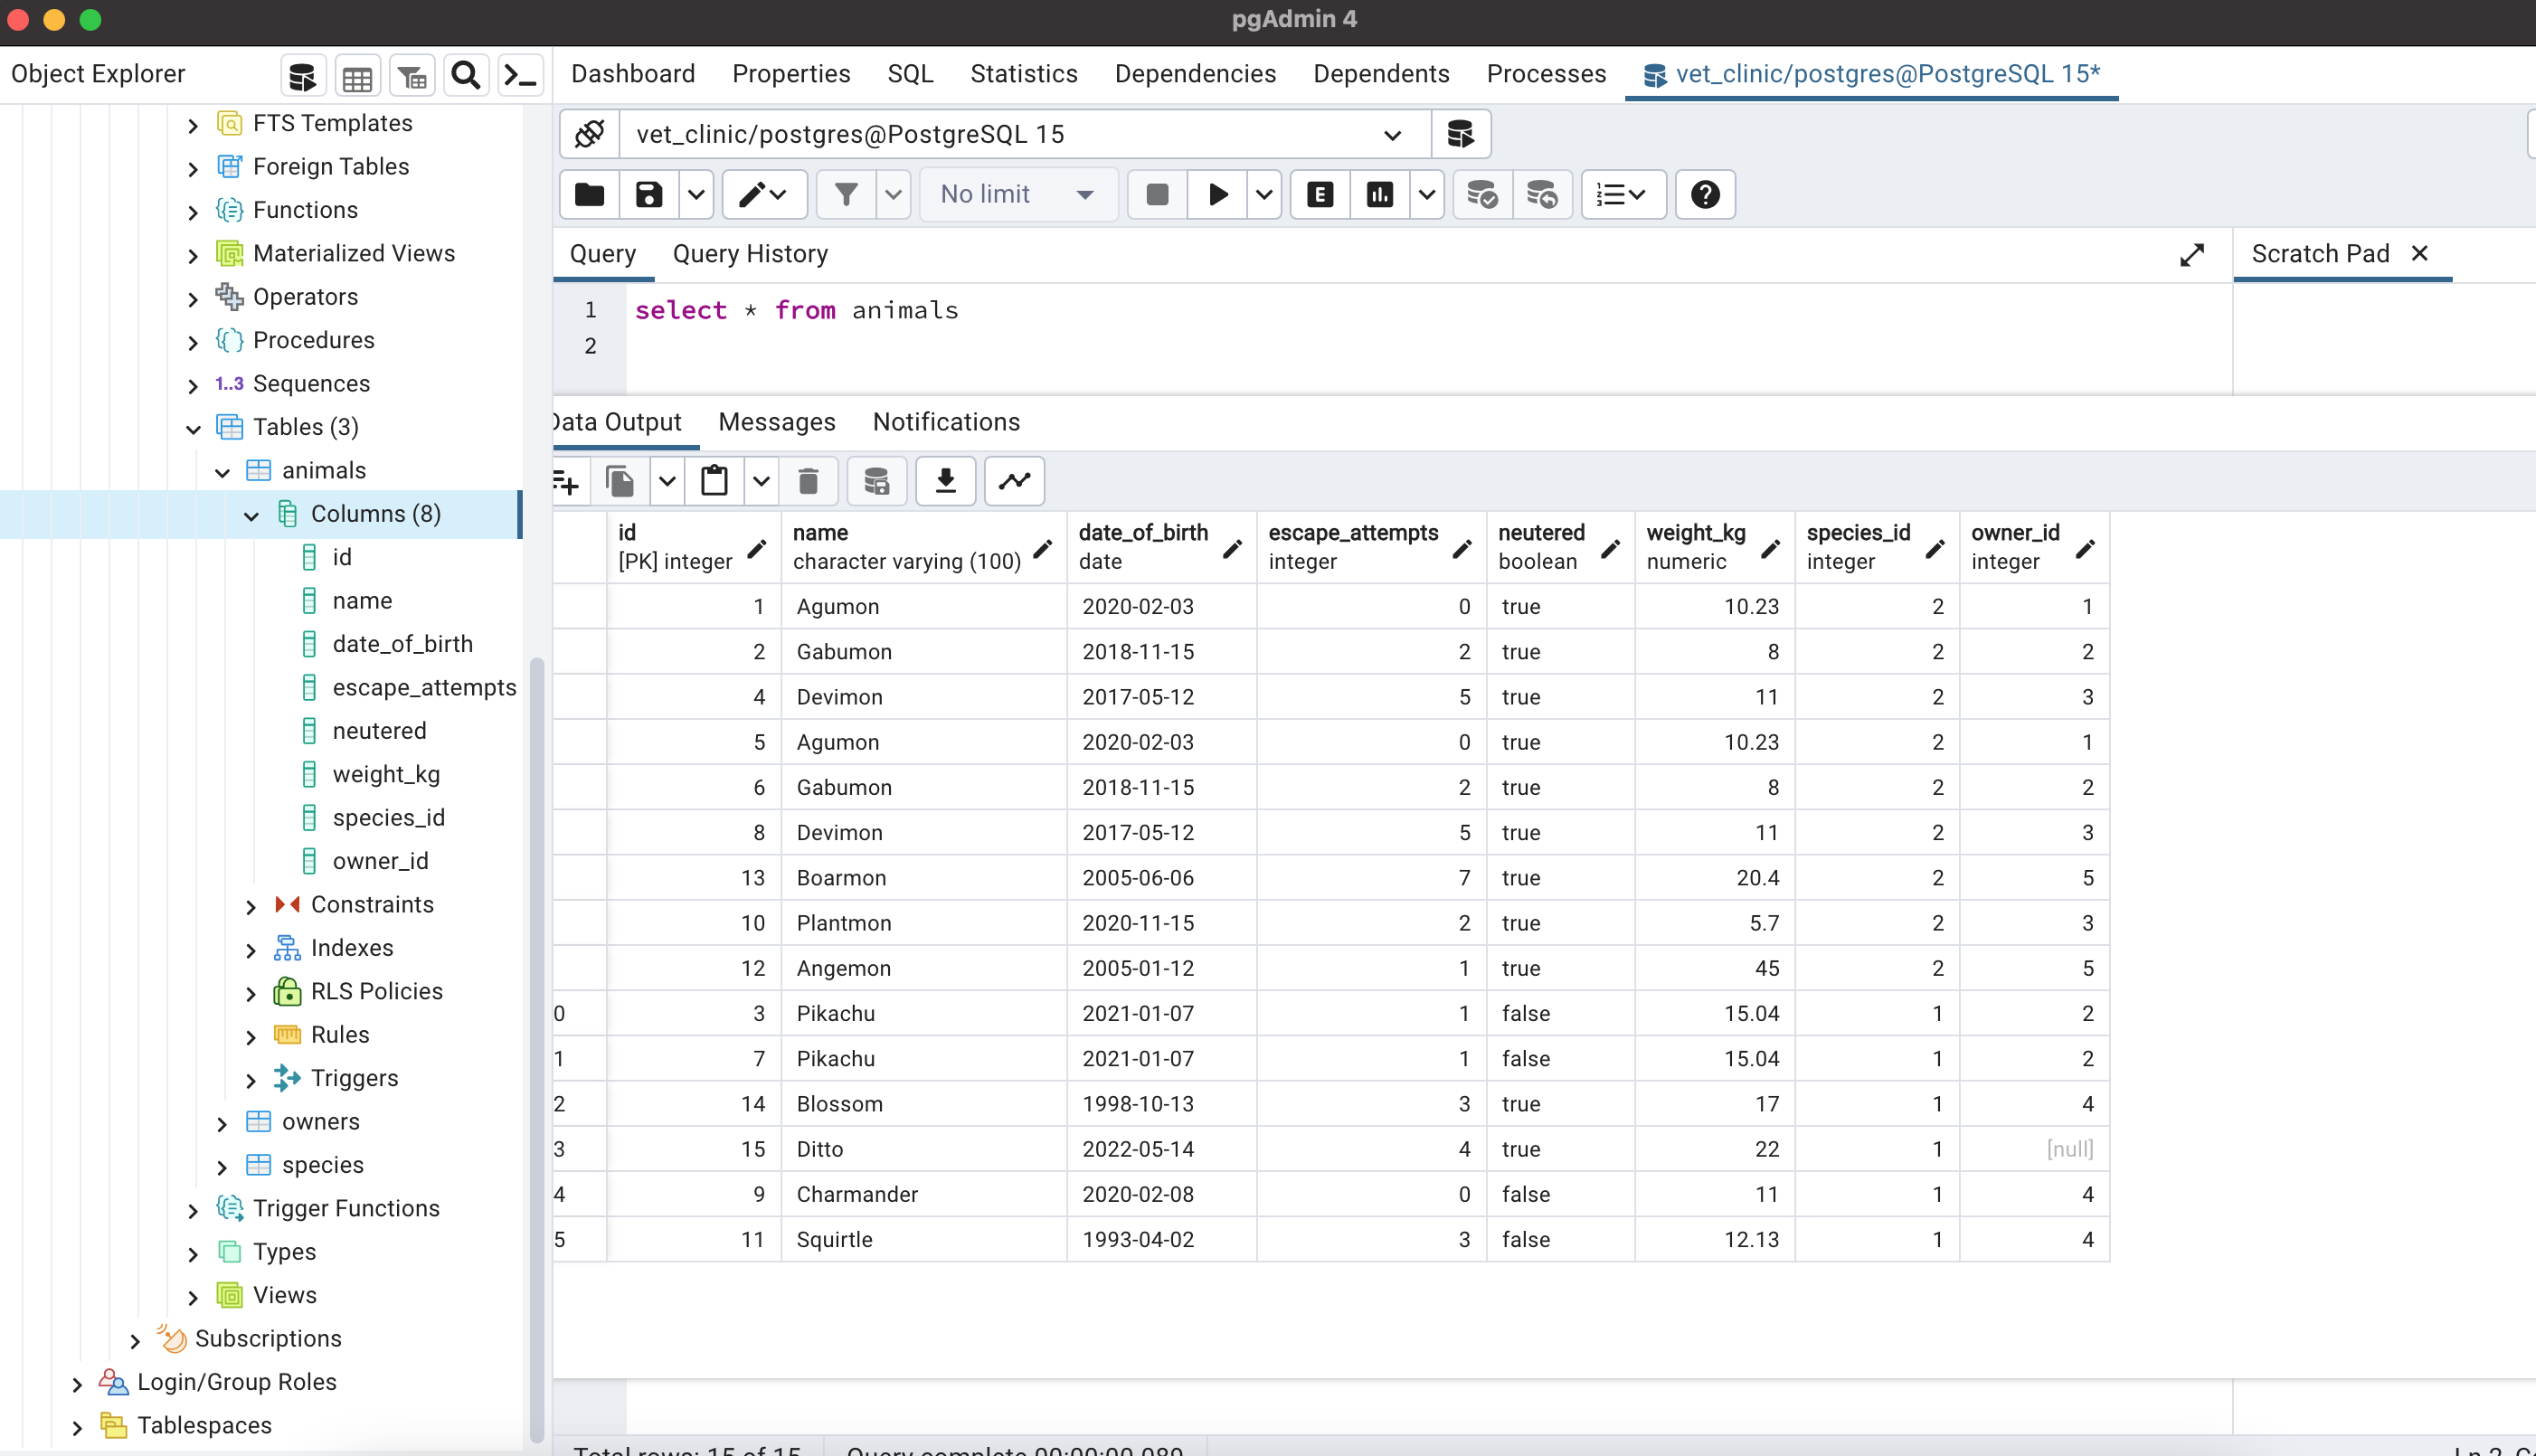 pgAdmin 4
Object Explorer
Dashboard Properties SQL Statistics Dependencies Dependents Processes vet_clinic/postgres@PostgreSQL 15*
FTS Templates
Foreign Tables
Functions
Materialized Views
Operators
Procedures
1..3 Sequences
Tables (3)
animals
Columns (8)
id
name
date_of_birth
escape_attempts
neutered
weight_kg
species_id
owner_id
Constraints
Indexes
RLS Policies
Rules
Triggers
owners
species
Trigger Functions
Types
Views
Subscriptions
Login/Group Roles
Tablespaces
vet_clinic/postgres@PostgreSQL 15
No limit E
Query Query History Scratch Pad
1 select * from animals
2
Data Output Messages Notifications
id name date_of_birth escape_attempts neutered weight_kg species_id owner_id
[PK] integer character varying (100) date integer boolean numeric integer integer
1 Agumon 2020-02-03 0 true 10.23 2 1
2 Gabumon 2018-11-15 2 true 8 2 2
4 Devimon 2017-05-12 5 true 11 2 3
5 Agumon 2020-02-03 0 true 10.23 2 1
6 Gabumon 2018-11-15 2 true 8 2 2
8 Devimon 2017-05-12 5 true 11 2 3
13 Boarmon 2005-06-06 7 true 20.4 2 5
10 Plantmon 2020-11-15 2 true 5.7 2 3
12 Angemon 2005-01-12 1 true 45 2 5
0 3 Pikachu 2021-01-07 1 false 15.04 1 2
1 7 Pikachu 2021-01-07 1 false 15.04 1 2
2 14 Blossom 1998-10-13 3 true 17 1 4
3 15 Ditto 2022-05-14 4 true 22 1 [null]
4 9 Charmander 2020-02-08 0 false 11 1 4
5 11 Squirtle 1993-04-02 3 false 12.13 1 4
Total rows: 15 of 15 Query complete 00:00:00.089 Ln 2,